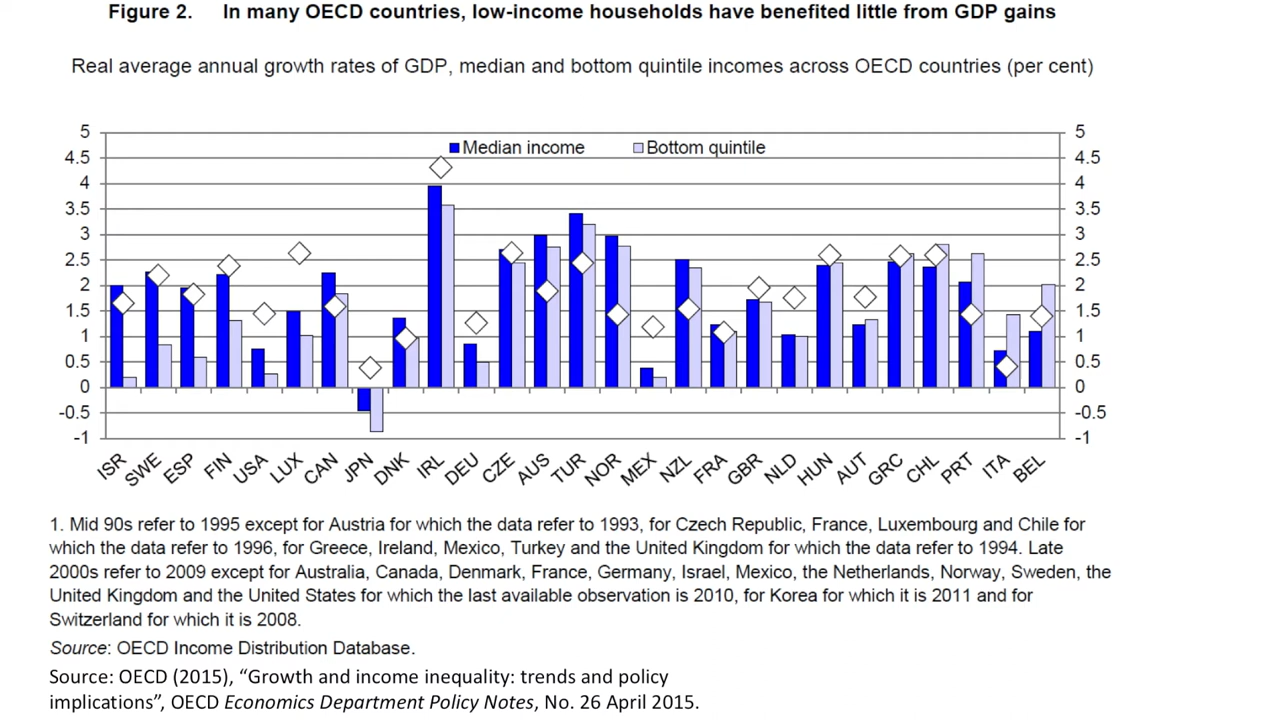 Figure 2. In many OECD countries, low-income households have benefited little from GDP gains
Real average annual growth rates of GDP, median and bottom quintile incomes across OECD countries (per cent)
Median income Bottom quintile
5 5
4.5 4.5
4 4
3.5 3.5
3 3
2.5 2.5
2 2
1.5 1.5
1 1
0.5 0.5
0 0
-0.5 -0.5
-1 -1
ISR SWE ESP FIN USA LUX CAN JPN DNK IRL DEU CZE AUS TUR NOR MEX NZL FRA GBR NLD HUN AUT GRC CHL PRT ITA BEL
1. Mid 90s refer to 1995 except for Austria for which the data refer to 1993, for Czech Republic, France, Luxembourg and Chile for
which the data refer to 1996, for Greece, Ireland, Mexico, Turkey and the United Kingdom for which the data refer to 1994. Late
2000s refer to 2009 except for Australia, Canada, Denmark, France, Germany, Israel, Mexico, the Netherlands, Norway, Sweden, the
United Kingdom and the United States for which the last available observation is 2010, for Korea for which it is 2011 and for
Switzerland for which it is 2008.
Source: OECD Income Distribution Database.
Source: OECD (2015), “Growth and income inequality: trends and policy
implications”, OECD Economics Department Policy Notes, No. 26 April 2015.